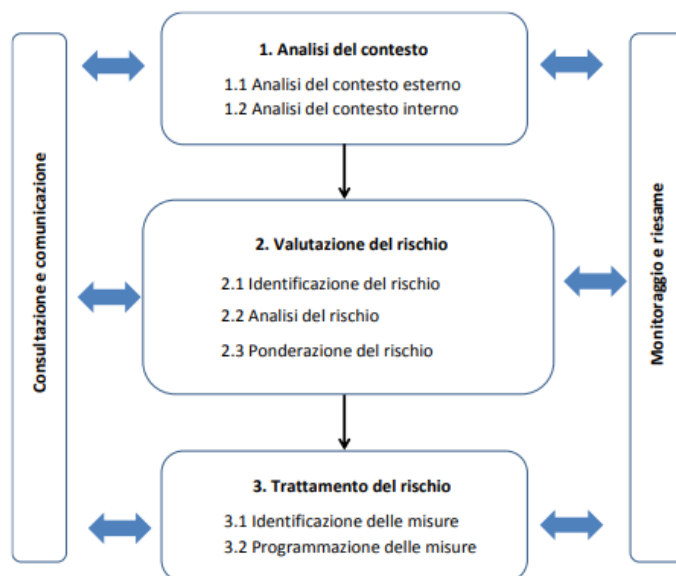 Consultazione e comunicazione
1. Analisi del contesto
1.1 Analisi del contesto esterno
1.2 Analisi del contesto interno
2. Valutazione del rischio
2.1 Identificazione del rischio
2.2 Analisi del rischio
2.3 Ponderazione del rischio
3. Trattamento del rischio
3.1 Identificazione delle misure
3.2 Programmazione delle misure
Monitoraggio e riesame